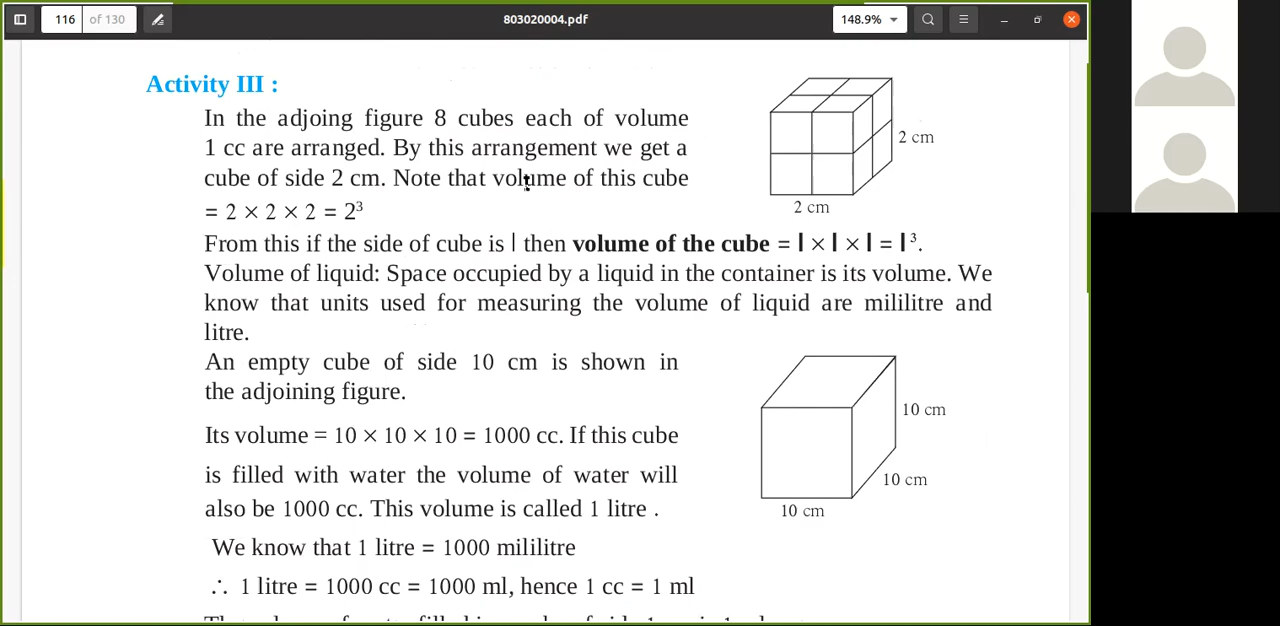 116 of 130
803020004.pdf
148.9%
Activity III :
In the adjoing figure 8 cubes each of volume
1 cc are arranged. By this arrangement we get a
cube of side 2 cm. Note that volume of this cube
= 2 × 2 × 2 = 2³
2 cm
2 cm
From this if the side of cube is l then volume of the cube = l × l × l = l³.
Volume of liquid: Space occupied by a liquid in the container is its volume. We
know that units used for measuring the volume of liquid are mililitre and
litre.
An empty cube of side 10 cm is shown in
the adjoining figure.
Its volume = 10 × 10 × 10 = 1000 cc. If this cube
is filled with water the volume of water will
also be 1000 cc. This volume is called 1 litre .
10 cm
10 cm
10 cm
We know that 1 litre = 1000 mililitre
∴ 1 litre = 1000 cc = 1000 ml, hence 1 cc = 1 ml